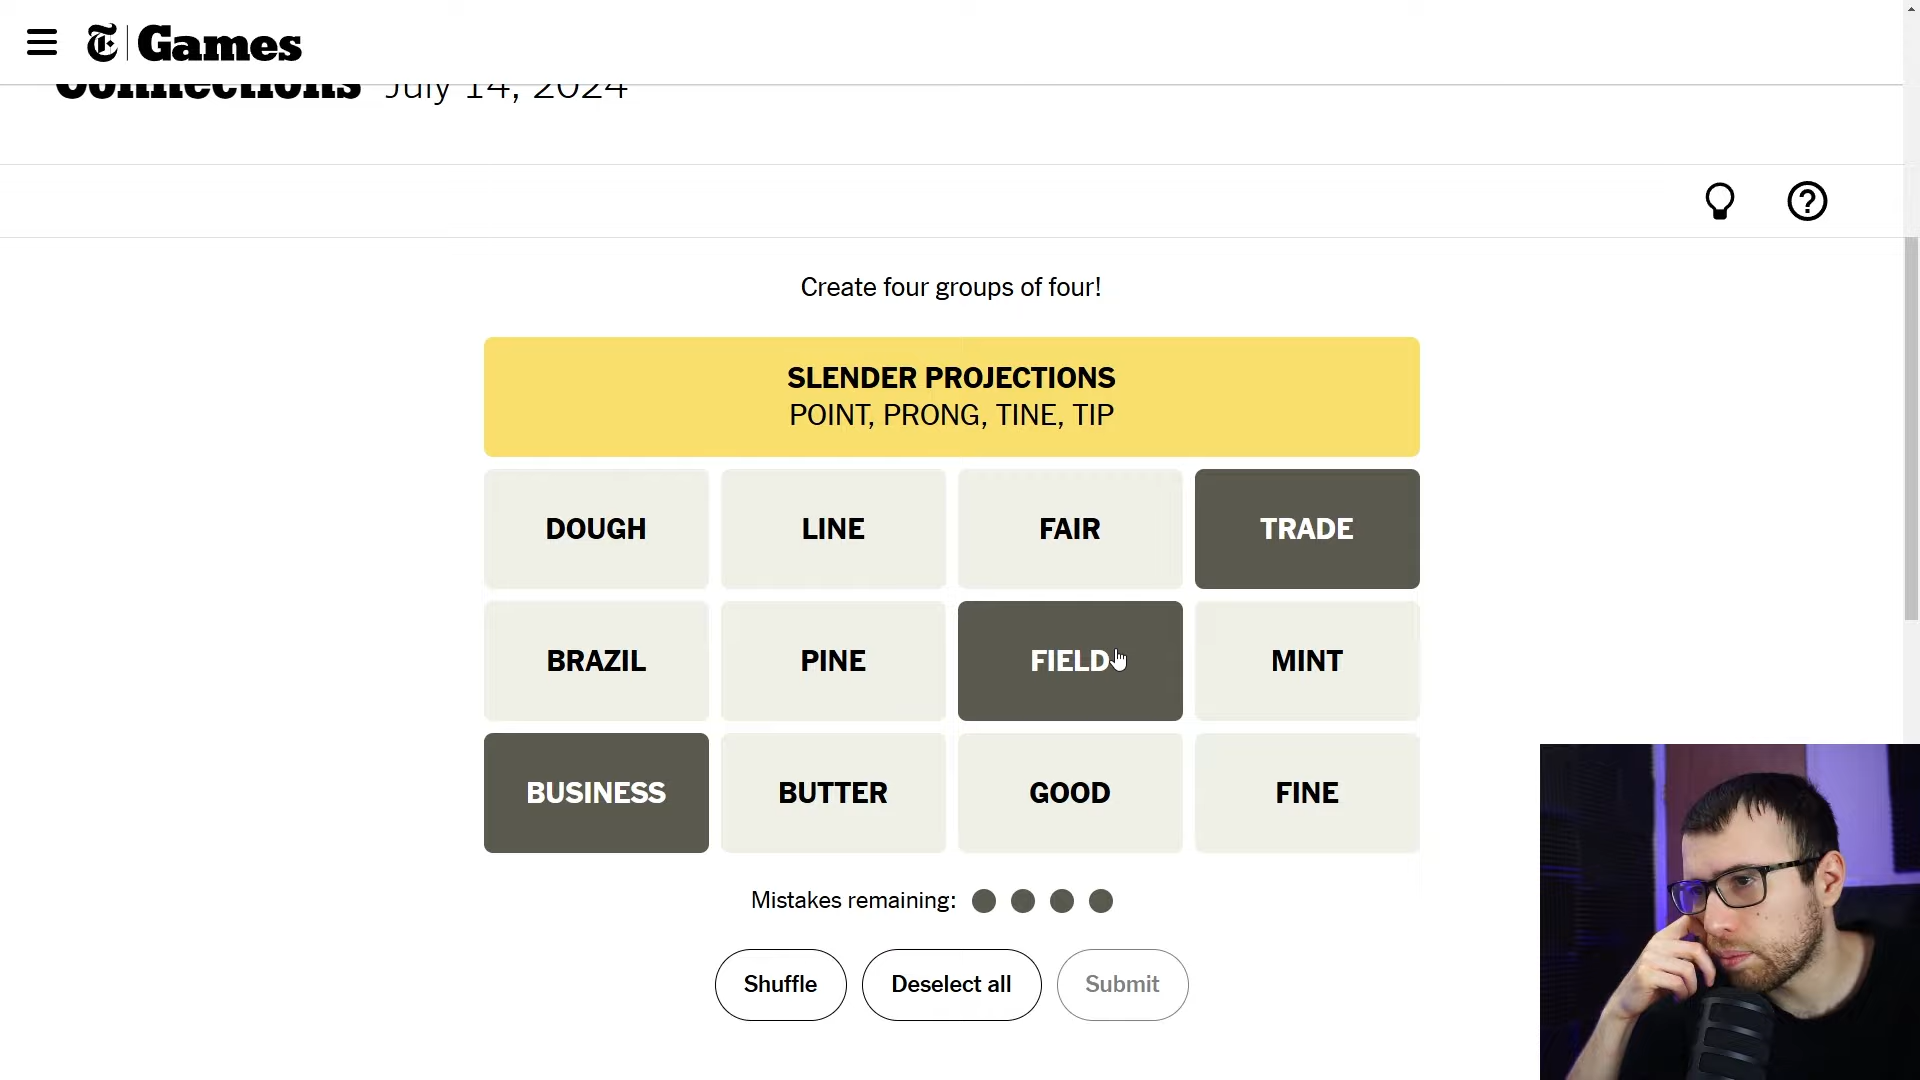 T Games
Connections July 14, 2024
Create four groups of four!
SLENDER PROJECTIONS
POINT, PRONG, TINE, TIP
DOUGH LINE FAIR TRADE
BRAZIL PINE FIELD MINT
BUSINESS BUTTER GOOD FINE
Mistakes remaining:
Shuffle Deselect all Submit